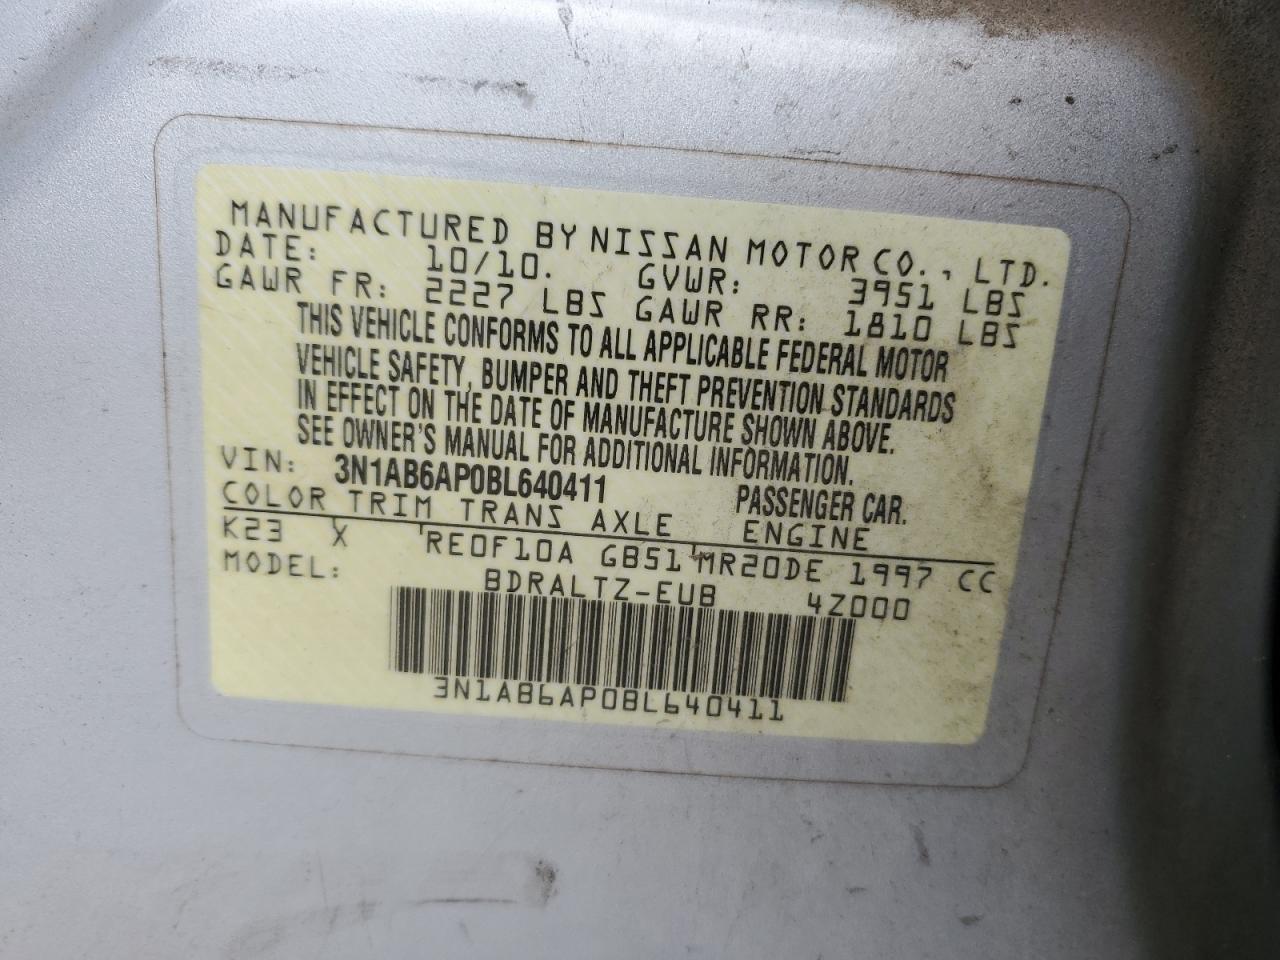 MANUFACTURED BY NISSAN MOTOR CO., LTD.
DATE: 10/10. GVWR: 3951 LBS
GAWR FR: 2227 LBS GAWR RR: 1810 LBS
THIS VEHICLE CONFORMS TO ALL APPLICABLE FEDERAL MOTOR
VEHICLE SAFETY, BUMPER AND THEFT PREVENTION STANDARDS
IN EFFECT ON THE DATE OF MANUFACTURE SHOWN ABOVE.
SEE OWNER'S MANUAL FOR ADDITIONAL INFORMATION.
VIN: 3N1AB6AP0BL640411 PASSENGER CAR.
COLOR TRIM TRANS AXLE ENGINE
K23 X RE0F10A GB51 MR20DE 1997 CC
MODEL: BDRALTZ-EUB 4Z000
3N1AB6AP0BL640411